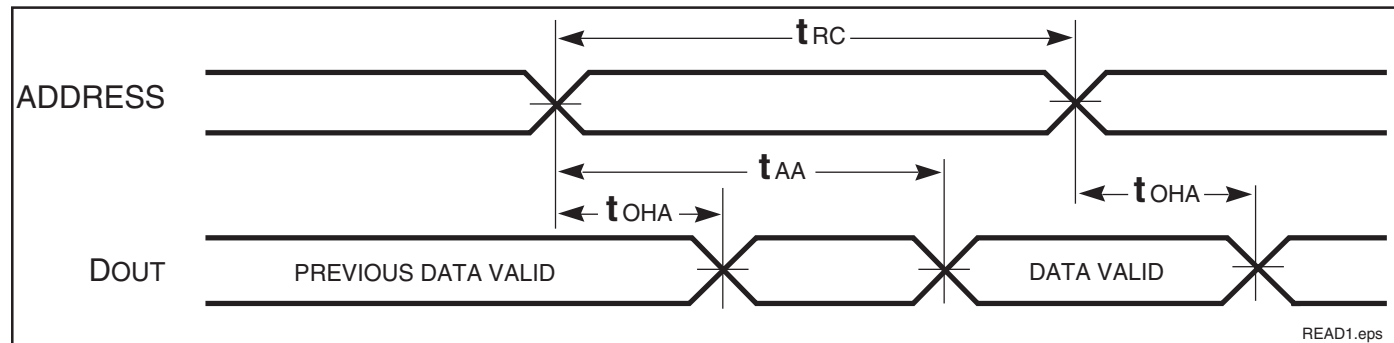 tRC
ADDRESS
tAA
tOHA
tOHA
DOUT
PREVIOUS DATA VALID
DATA VALID
READ1.eps